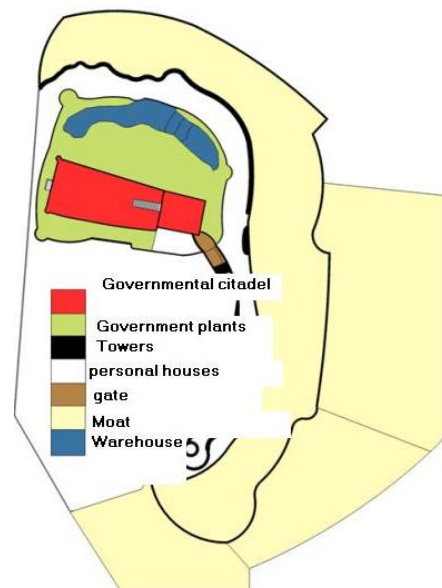 Governmental citadel
Government plants
Towers
personal houses
gate
Moat
Warehouse